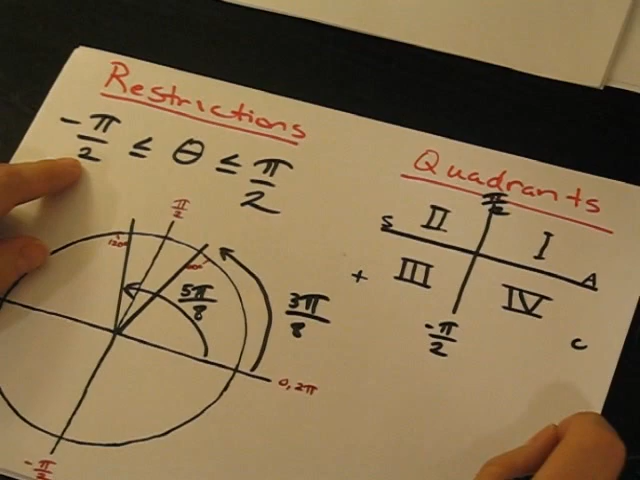 Restrictions
-π/2 ≤ θ ≤ π/2
π/2
5π/8
3π/8
0, 2π
-π/2
Quadrants
π/2
S II I
+ III IV A
-π/2 C